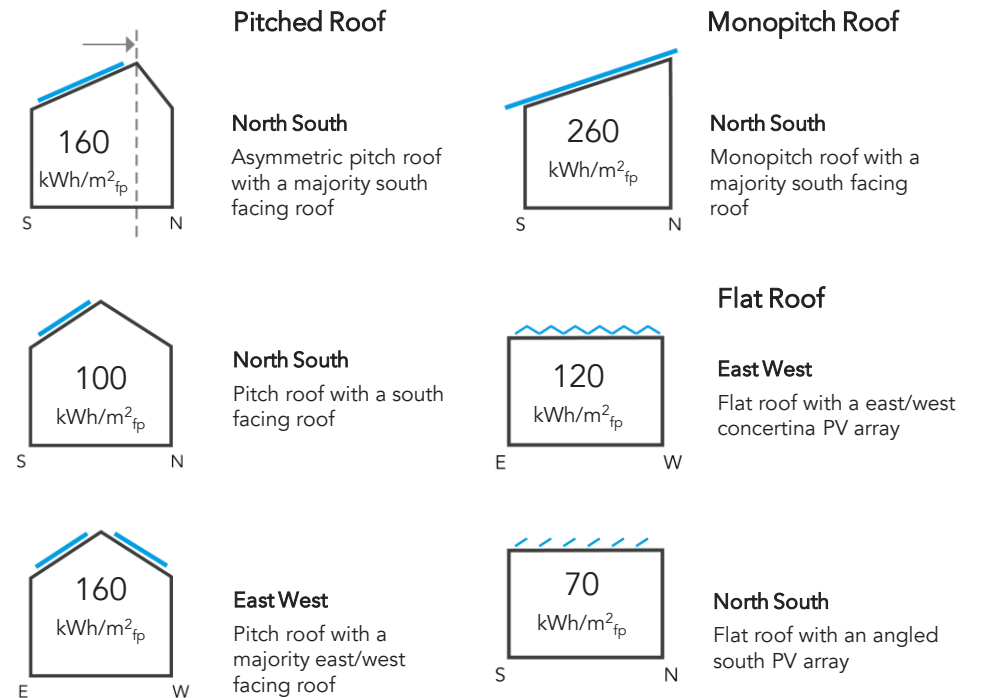 Pitched Roof
160
kWh/m²fp
S
N
North South
Asymmetric pitch roof
with a majority south
facing roof
100
kWh/m²fp
S
N
North South
Pitch roof with a south
facing roof
160
kWh/m²fp
E
W
East West
Pitch roof with a
majority east/west
facing roof
Monopitch Roof
260
kWh/m²fp
S
N
North South
Monopitch roof with a
majority south facing
roof
Flat Roof
120
kWh/m²fp
E
W
East West
Flat roof with a east/west
concertina PV array
70
kWh/m²fp
S
N
North South
Flat roof with an angled
south PV array